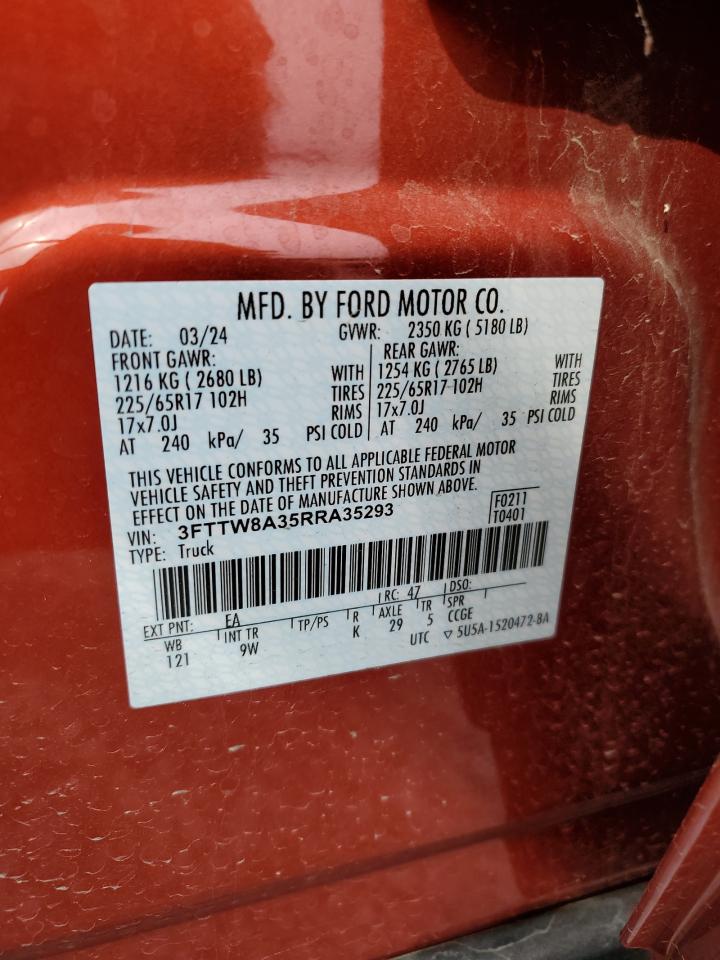 MFD. BY FORD MOTOR CO.
DATE: 03/24 GVWR: 2350 KG ( 5180 LB)
FRONT GAWR: REAR GAWR:
1216 KG ( 2680 LB) WITH 1254 KG ( 2765 LB) WITH
225/65R17 102H TIRES 225/65R17 102H TIRES
17x7.0J RIMS 17x7.0J RIMS
AT 240 kPa/ 35 PSI COLD AT 240 kPa/ 35 PSI COLD
THIS VEHICLE CONFORMS TO ALL APPLICABLE FEDERAL MOTOR
VEHICLE SAFETY AND THEFT PREVENTION STANDARDS IN
EFFECT ON THE DATE OF MANUFACTURE SHOWN ABOVE.
VIN: 3FTTW8A35RRA35293 F0211
TYPE: Truck T0401
EXT PNT: EA RC: 47 DSO:
WB INT TR TP/PS R AXLE TR SPR
121 9W K 29 5 CCGE
UTC ▽ 5U5A-1520472-8A